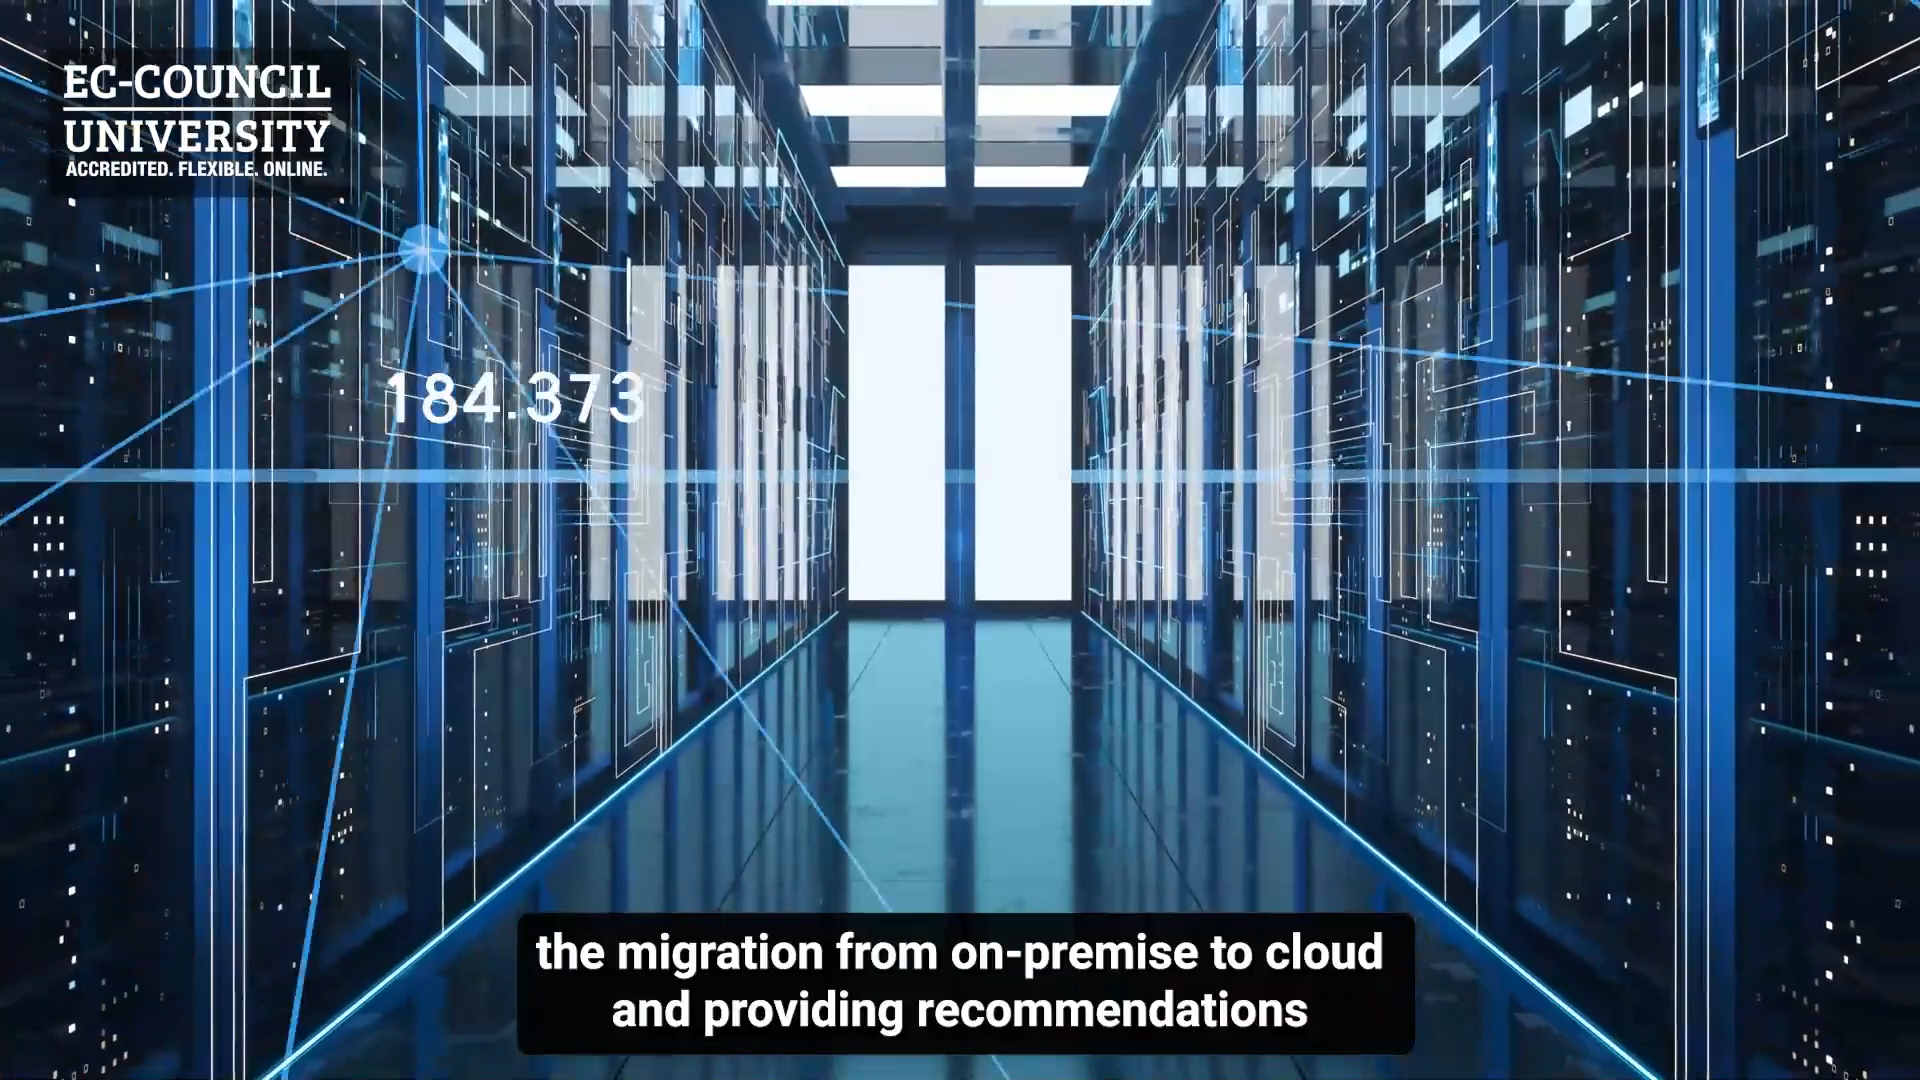 EC-COUNCIL
UNIVERSITY
ACCREDITED. FLEXIBLE. ONLINE.
184.373
the migration from on-premise to cloud
and providing recommendations